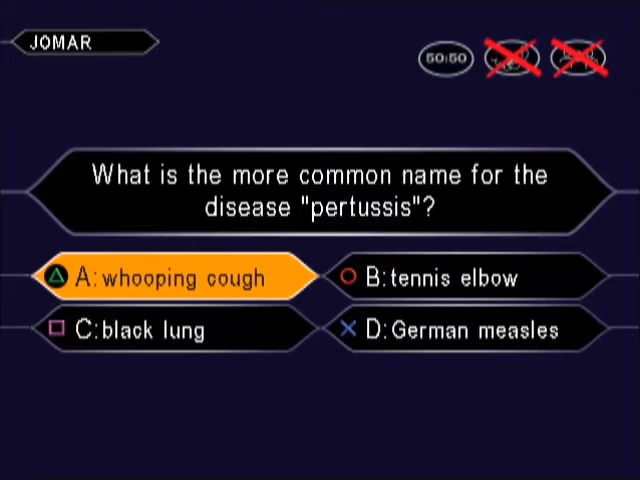 JOMAR
50:50
What is the more common name for the
disease "pertussis"?
A: whooping cough
B: tennis elbow
C: black lung
D: German measles